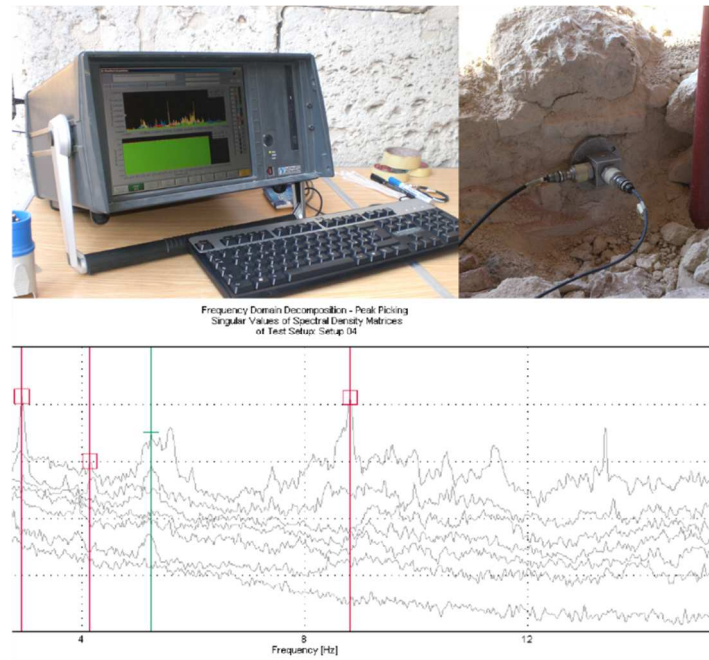 Frequency Domain Decomposition - Peak Picking
Singular Values of Spectral Density Matrices
of Test Setup: Setup 04
4
8
12
Frequency [Hz]